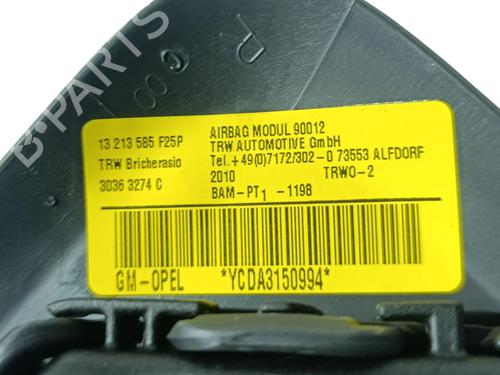 B-PARTS
R
13 213 585 F25P
TRW Bricherasio
3036 3274 C
AIRBAG MODUL 90012
TRW AUTOMOTIVE GmbH
Tel.+49(0)7172/302-0 73553 ALFDORF
2010 TRWO-2
BAM-PT1 -1198
GM-OPEL *YCDA3150994*